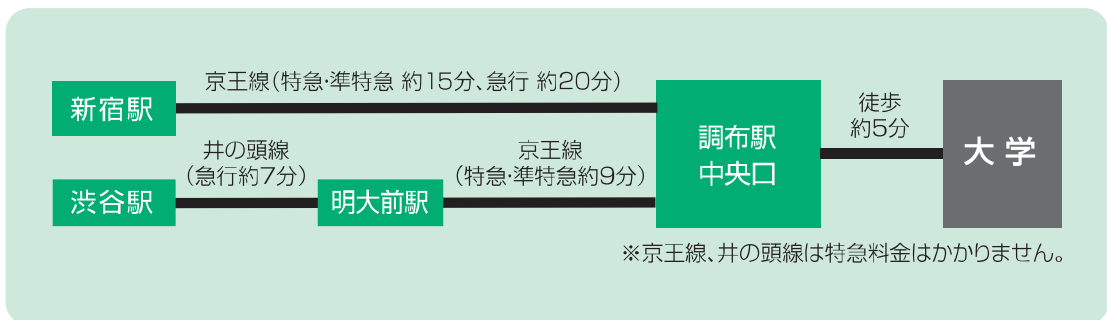 京王線(特急・準特急 約15分、急行 約20分)
新宿駅
井の頭線
(急行約7分)
京王線
(特急・準特急約9分)
渋谷駅
明大前駅
調布駅
中央口
徒歩
約5分
大学
※京王線、井の頭線は特急料金はかかりません。